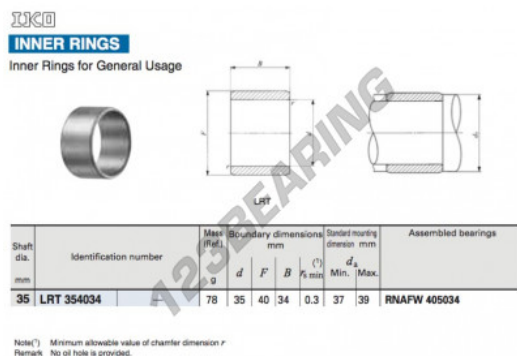 IKO
INNER RINGS
Inner Rings for General Usage
B
F
r
r
d
da
LRT
123BEARING
Shaft dia. mm
Identification number
Mass (Ref.) g
Boundary dimensions mm
d F B rs min (1)
Standard mounting dimension mm
da
Min. Max.
Assembled bearings
35 LRT 354034 — 78 35 40 34 0.3 37 39 RNAFW 405034
Note(1) Minimum allowable value of chamfer dimension r
Remark No oil hole is provided.